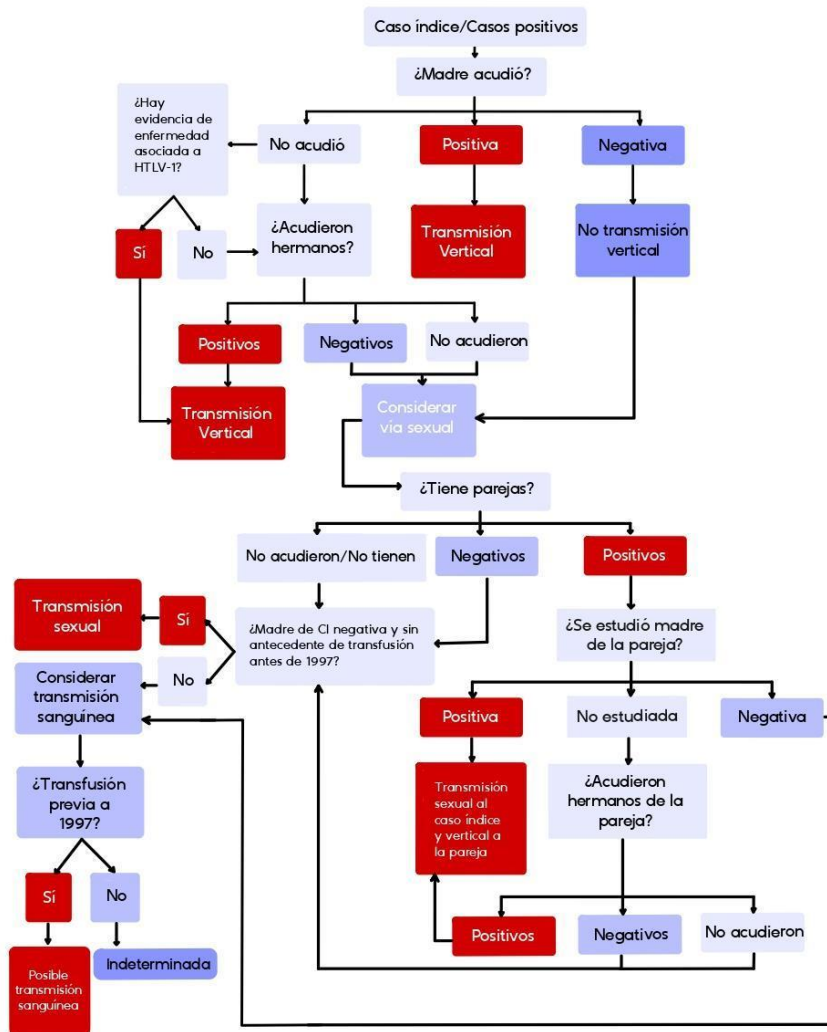 Caso índice/Casos positivos
¿Madre acudió?
¿Hay
evidencia de
enfermedad
asociada a
HTLV-1?
No acudió
Positiva
Negativa
Sí
No
¿Acudieron
hermanos?
Transmisión
Vertical
No transmisión
vertical
Positivos
Negativos
No acudieron
Transmisión
Vertical
Considerar
vía sexual
¿Tiene parejas?
No acudieron/No tienen
Negativos
Positivos
Transmisión
sexual
Sí
¿Madre de CI negativa y sin
antecedente de transfusión
antes de 1997?
¿Se estudió madre
de la pareja?
Considerar
transmisión
sanguínea
No
Positiva
No estudiada
Negativa
¿Transfusión
previa a
1997?
Transmisión
sexual al
caso índice
y vertical a
la pareja
¿Acudieron
hermanos de la
pareja?
Sí
No
Positivos
Negativos
No acudieron
Posible
transmisión
sanguínea
Indeterminada